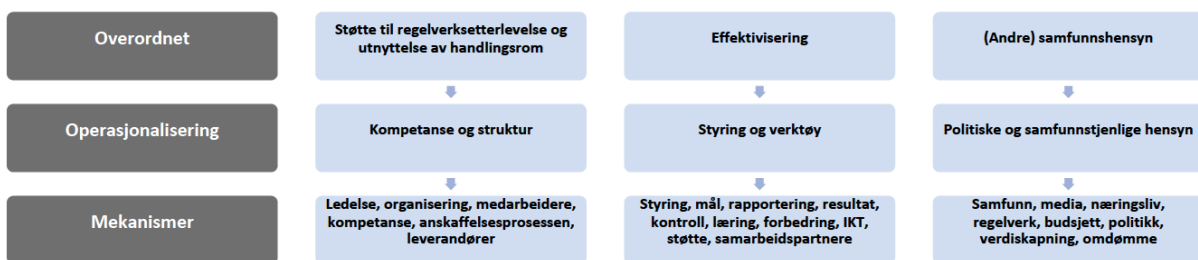 Overordnet
Støtte til regelverksetterlevelse og
utnyttelse av handlingsrom
Effektivisering
(Andre) samfunnshensyn
Operasjonalisering
Kompetanse og struktur
Styring og verktøy
Politiske og samfunnstjenlige hensyn
Mekanismer
Ledelse, organisering, medarbeidere,
kompetanse, anskaffelsesprosessen,
leverandører
Styring, mål, rapportering, resultat,
kontroll, læring, forbedring, IKT,
støtte, samarbeidspartnere
Samfunn, media, næringsliv,
regelverk, budsjett, politikk,
verdiskapning, omdømme